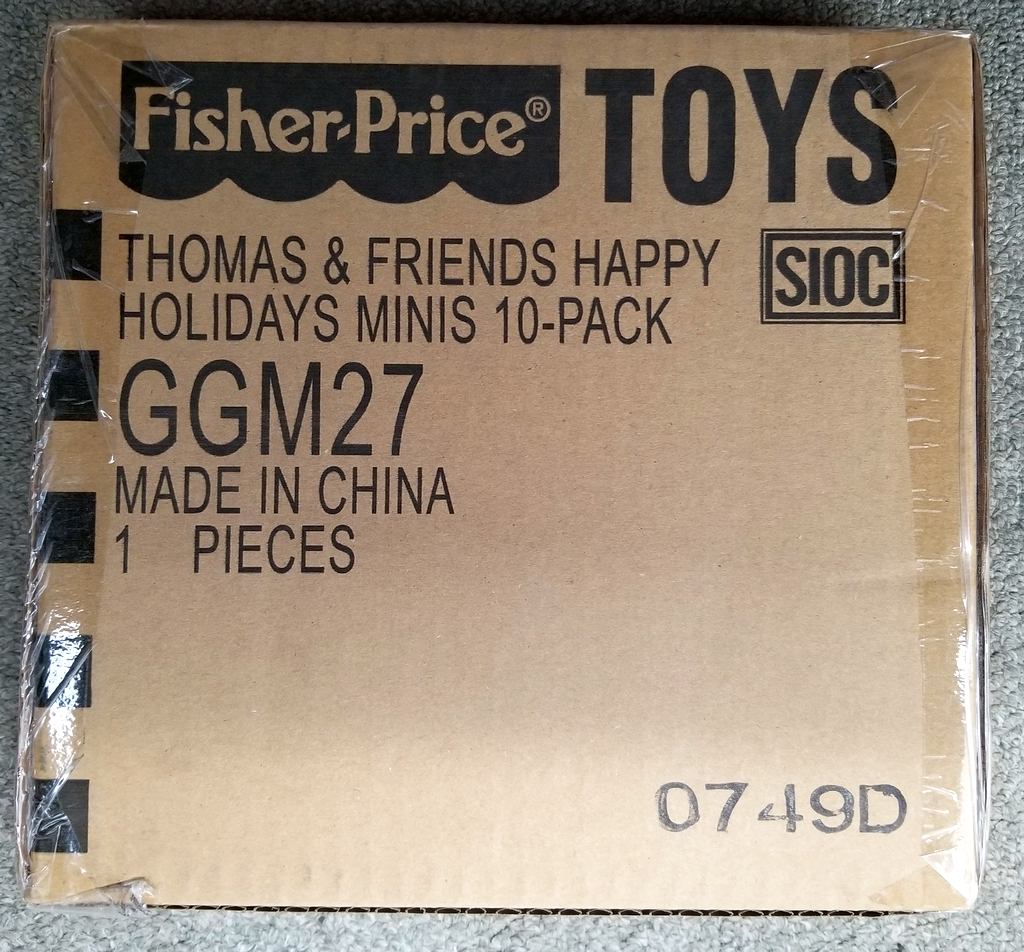 Fisher-Price® TOYS
THOMAS & FRIENDS HAPPY
HOLIDAYS MINIS 10-PACK
SIOC
GGM27
MADE IN CHINA
1 PIECES
0749D